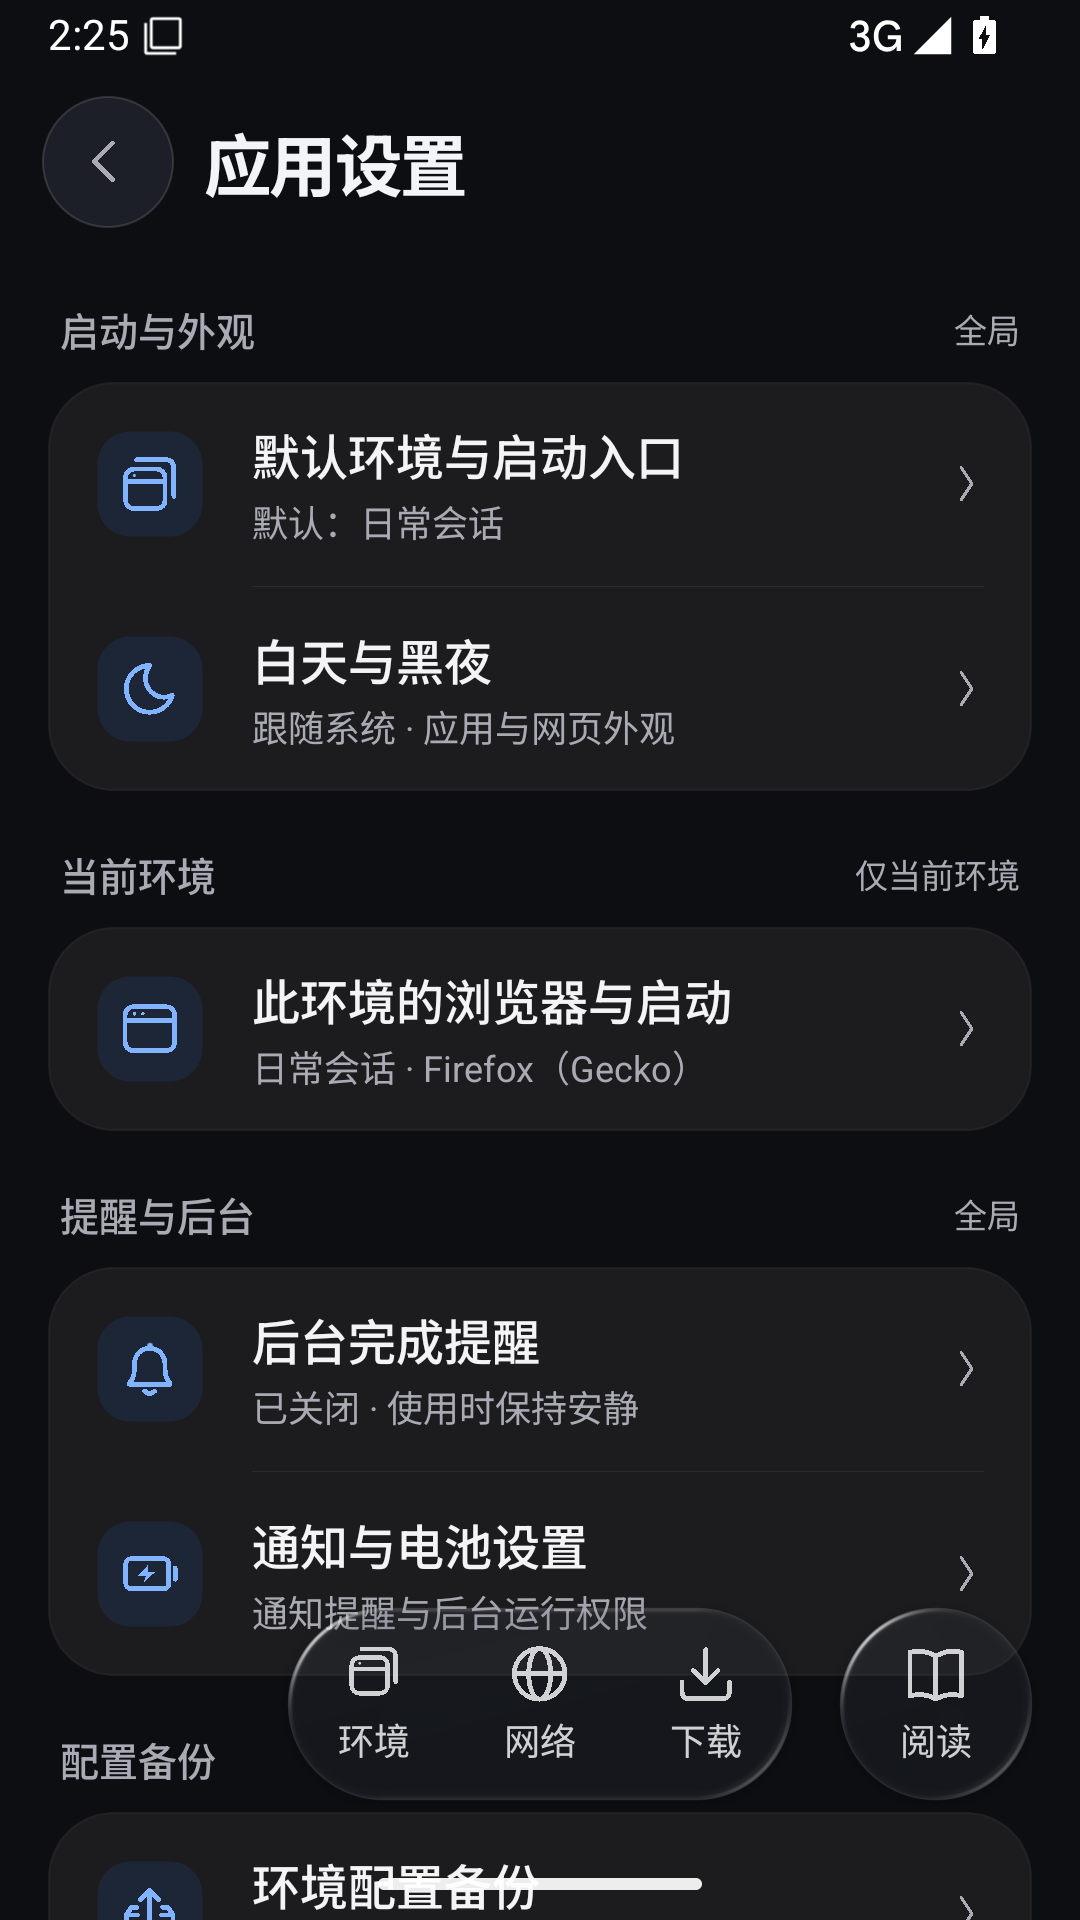 2:25
3G
应用设置
启动与外观
全局
默认环境与启动入口
默认：日常会话
白天与黑夜
跟随系统 · 应用与网页外观
当前环境
仅当前环境
此环境的浏览器与启动
日常会话 · Firefox（Gecko）
提醒与后台
全局
后台完成提醒
已关闭 · 使用时保持安静
通知与电池设置
通知提醒与后台运行权限
环境
网络
下载
阅读
配置备份
环境配置备份